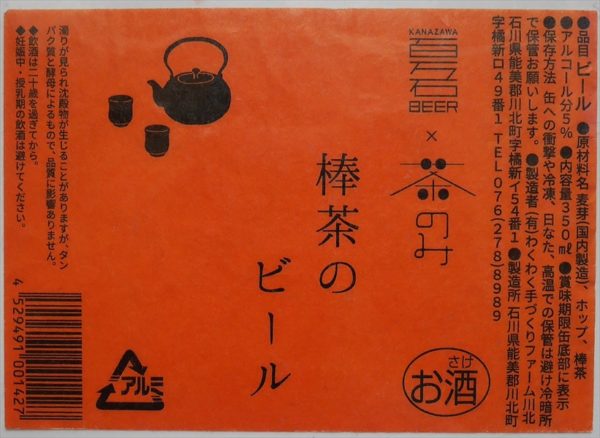 ●品目 ビール ●原材料名 麦芽(国内製造)、ホップ、棒茶
●アルコール分5% ●内容量350㎖ ●賞味期限缶底部に表示
●保存方法 缶への衝撃や冷凍、日なた、高温での保管は避け冷暗所
で保管お願いします。●製造者 (有)わくわく手づくりファーム川北
石川県能美郡川北町字橘新イ54番1 ●製造所 石川県能美郡川北町
字橘新ロ49番1 TEL 076(278)8989
KANAZAWA
百万石
BEER
×
茶のみ
棒茶の
ビール
さけ
お酒
濁りが見られ沈殿物が生じることがありますが、タン
パク質と酵母によるもので、品質に影響ありません。
◆飲酒は二十歳を過ぎてから。
◆妊娠中・授乳期の飲酒は避けてください。
アルミ
4 529491 001427